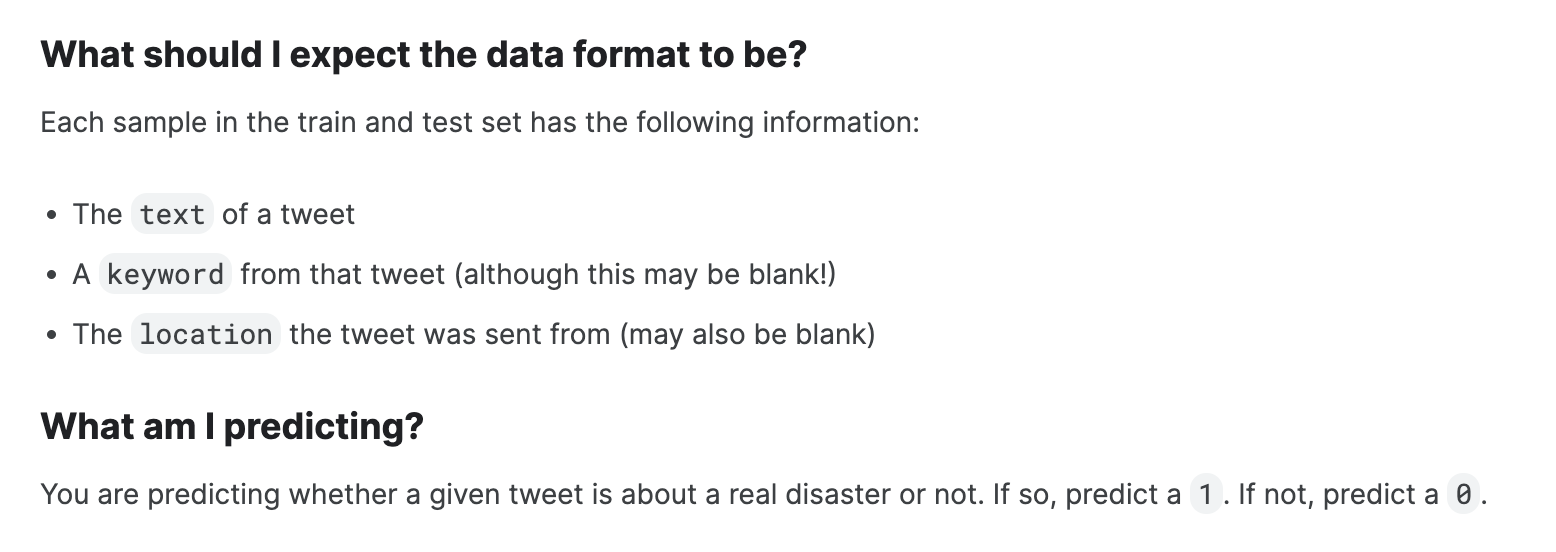 What should I expect the data format to be?
Each sample in the train and test set has the following information:
• The text of a tweet
• A keyword from that tweet (although this may be blank!)
• The location the tweet was sent from (may also be blank)
What am I predicting?
You are predicting whether a given tweet is about a real disaster or not. If so, predict a 1. If not, predict a 0.